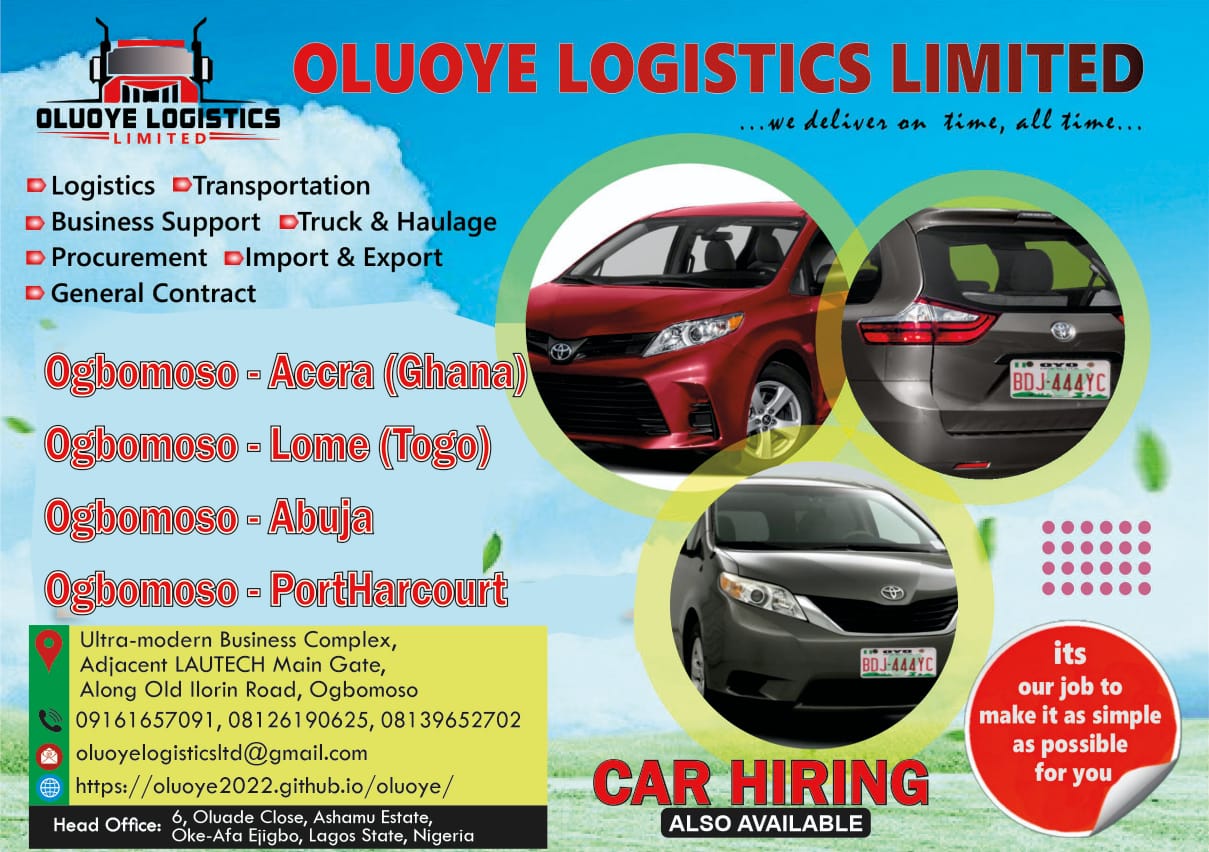 OLUOYE LOGISTICS
LIMITED
OLUOYE LOGISTICS LIMITED
...we deliver on time, all time...
Logistics Transportation
Business Support Truck & Haulage
Procurement Import & Export
General Contract
Ogbomoso - Accra (Ghana)
Ogbomoso - Lome (Togo)
Ogbomoso - Abuja
Ogbomoso - PortHarcourt
OYO
BDJ-444YC
OYO
BDJ-444YC
Ultra-modern Business Complex,
Adjacent LAUTECH Main Gate,
Along Old Ilorin Road, Ogbomoso
09161657091, 08126190625, 08139652702
oluoyelogisticsltd@gmail.com
https://oluoye2022.github.io/oluoye/
Head Office: 6, Oluade Close, Ashamu Estate,
Oke-Afa Ejigbo, Lagos State, Nigeria
CAR HIRING
ALSO AVAILABLE
its
our job to
make it as simple
as possible
for you